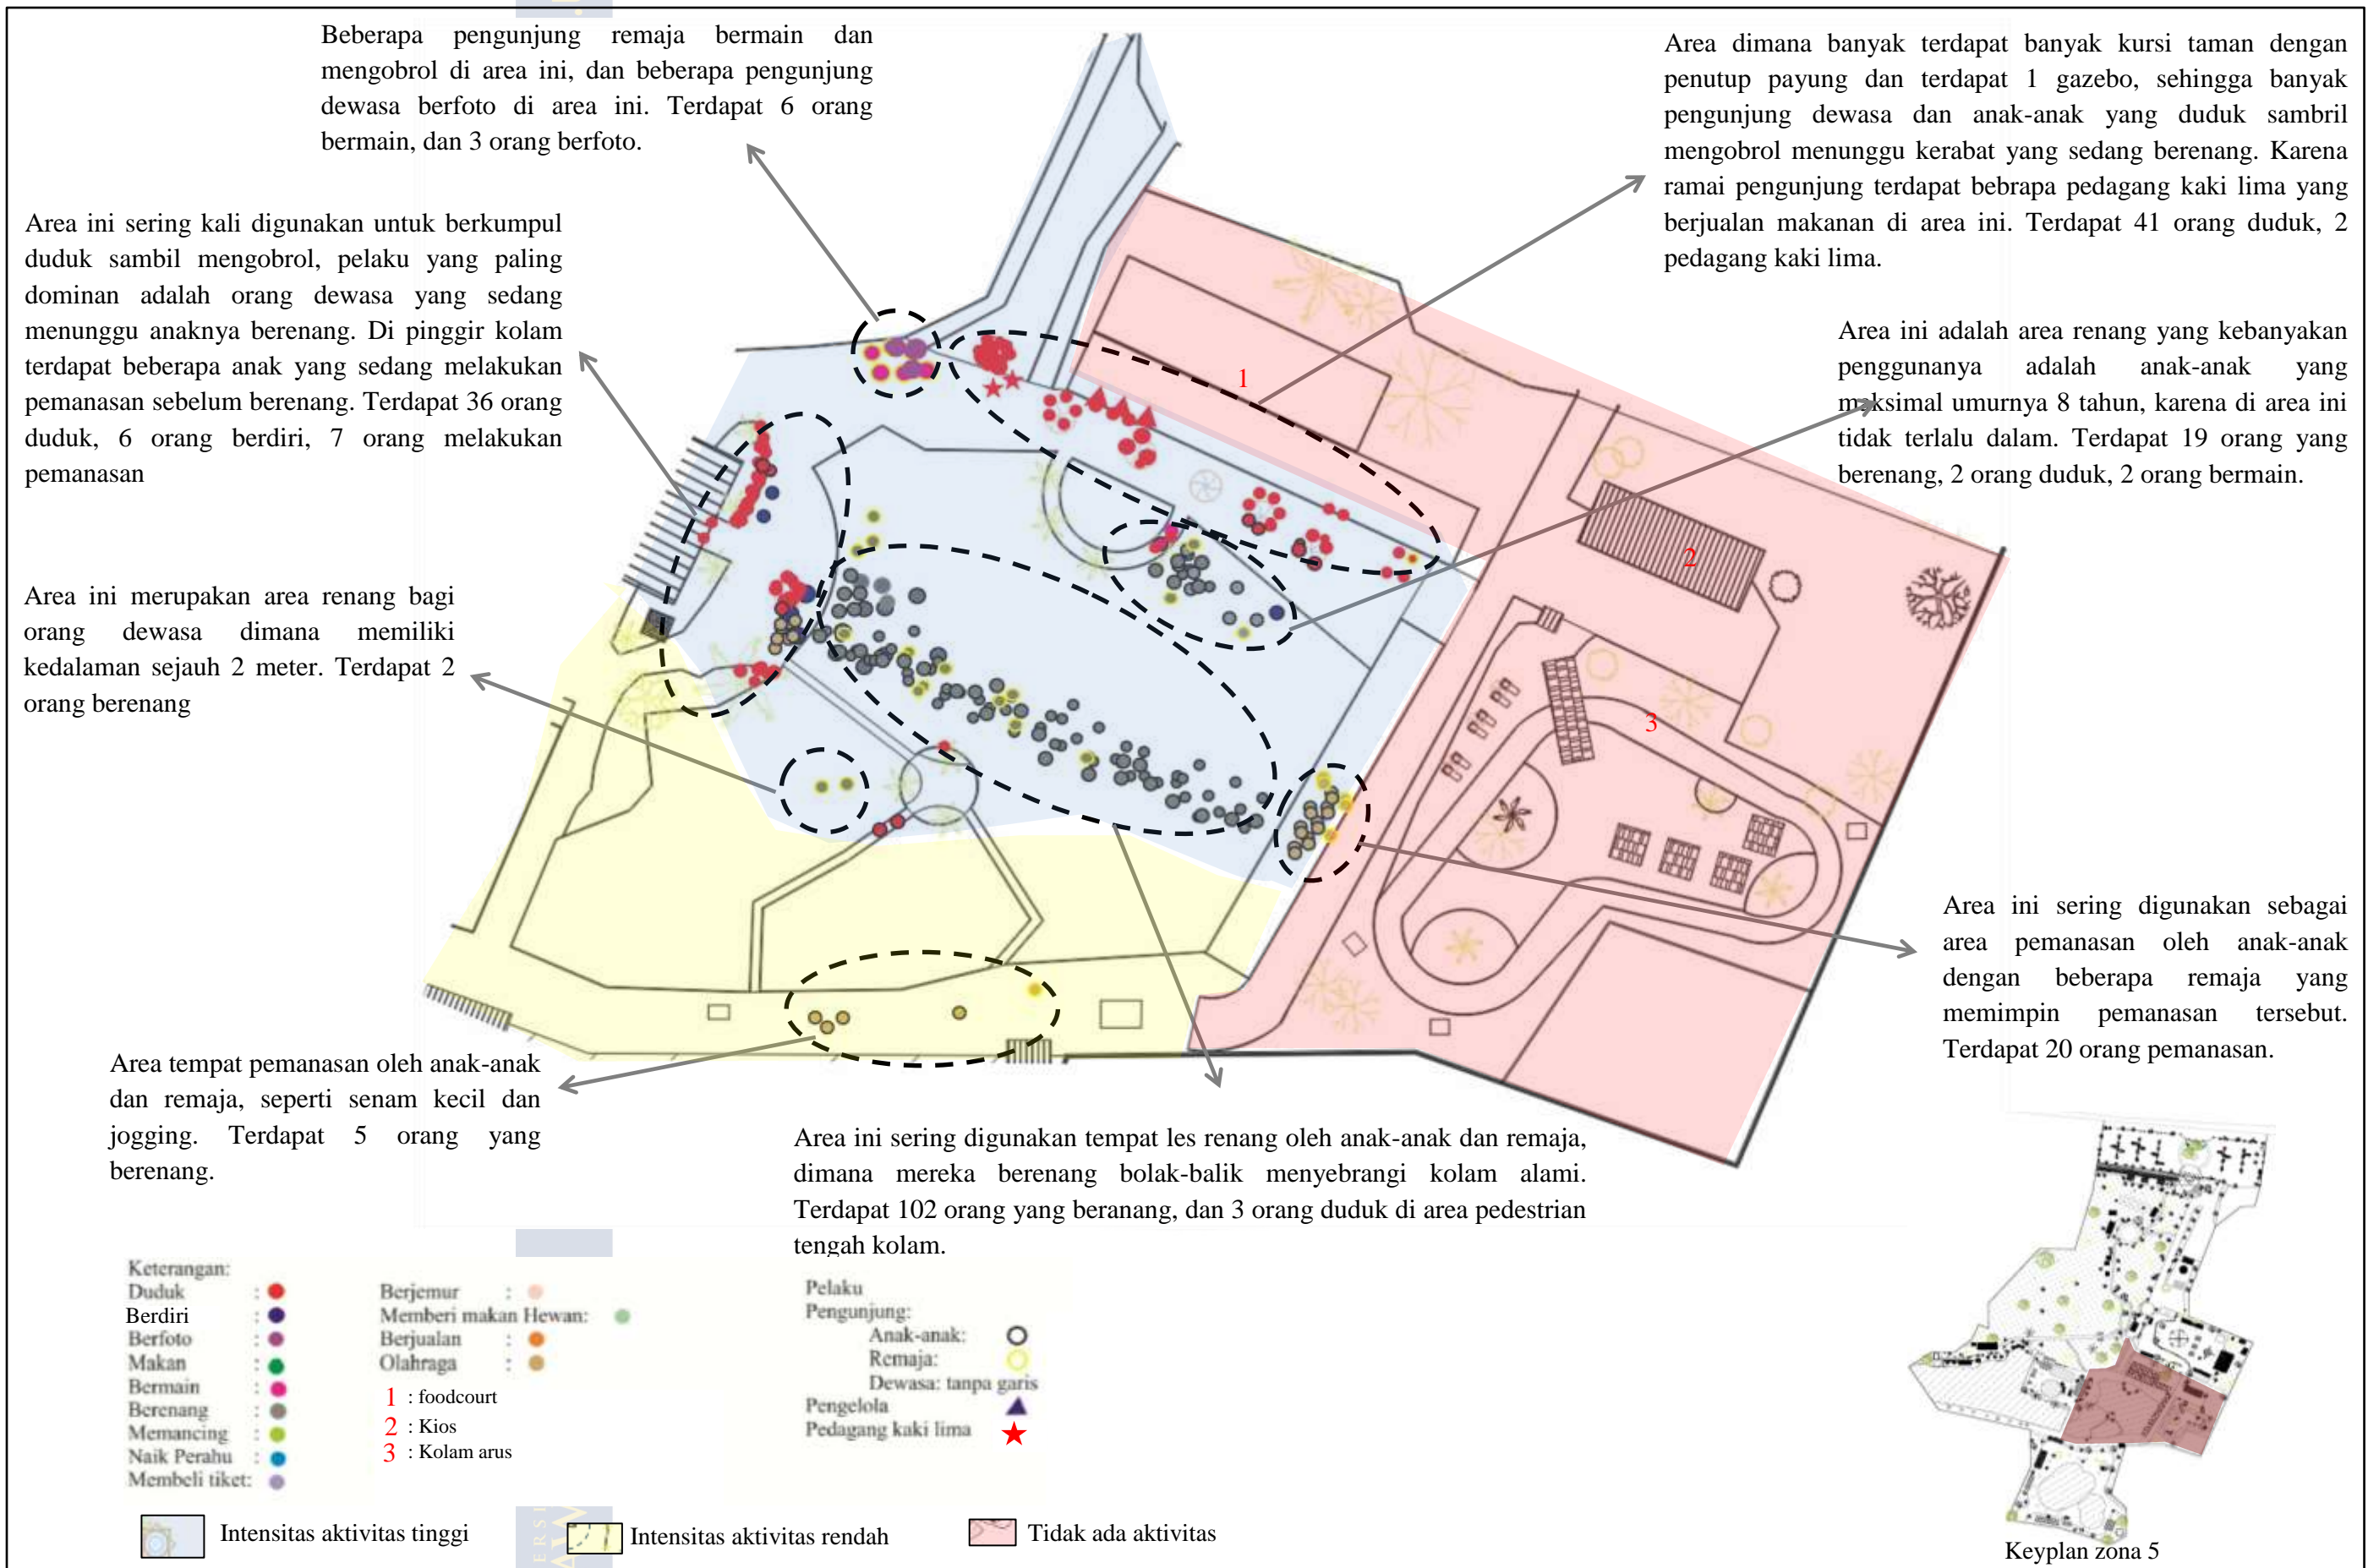 Beberapa pengunjung remaja bermain dan
mengobrol di area ini, dan beberapa pengunjung
dewasa berfoto di area ini. Terdapat 6 orang
bermain, dan 3 orang berfoto.
Area dimana banyak terdapat banyak kursi taman dengan
penutup payung dan terdapat 1 gazebo, sehingga banyak
pengunjung dewasa dan anak-anak yang duduk sambril
mengobrol menunggu kerabat yang sedang berenang. Karena
ramai pengunjung terdapat bebrapa pedagang kaki lima yang
berjualan makanan di area ini. Terdapat 41 orang duduk, 2
pedagang kaki lima.
Area ini sering kali digunakan untuk berkumpul
duduk sambil mengobrol, pelaku yang paling
dominan adalah orang dewasa yang sedang
menunggu anaknya berenang. Di pinggir kolam
terdapat beberapa anak yang sedang melakukan
pemanasan sebelum berenang. Terdapat 36 orang
duduk, 6 orang berdiri, 7 orang melakukan
pemanasan
Area ini adalah area renang yang kebanyakan
penggunanya adalah anak-anak yang
maksimal umurnya 8 tahun, karena di area ini
tidak terlalu dalam. Terdapat 19 orang yang
berenang, 2 orang duduk, 2 orang bermain.
1
2
3
Area ini merupakan area renang bagi
orang dewasa dimana memiliki
kedalaman sejauh 2 meter. Terdapat 2
orang berenang
Area ini sering digunakan sebagai
area pemanasan oleh anak-anak
dengan beberapa remaja yang
memimpin pemanasan tersebut.
Terdapat 20 orang pemanasan.
Area tempat pemanasan oleh anak-anak
dan remaja, seperti senam kecil dan
jogging. Terdapat 5 orang yang
berenang.
Area ini sering digunakan tempat les renang oleh anak-anak dan remaja,
dimana mereka berenang bolak-balik menyebrangi kolam alami.
Terdapat 102 orang yang beranang, dan 3 orang duduk di area pedestrian
tengah kolam.
Keterangan:
Duduk :
Berdiri :
Berfoto :
Makan :
Bermain :
Berenang :
Memancing :
Naik Perahu :
Membeli tiket:
Berjemur :
Memberi makan Hewan:
Berjualan :
Olahraga :
1 : foodcourt
2 : Kios
3 : Kolam arus
Pelaku
Pengunjung:
Anak-anak:
Remaja:
Dewasa: tanpa garis
Pengelola
Pedagang kaki lima
Intensitas aktivitas tinggi
Intensitas aktivitas rendah
Tidak ada aktivitas
Keyplan zona 5